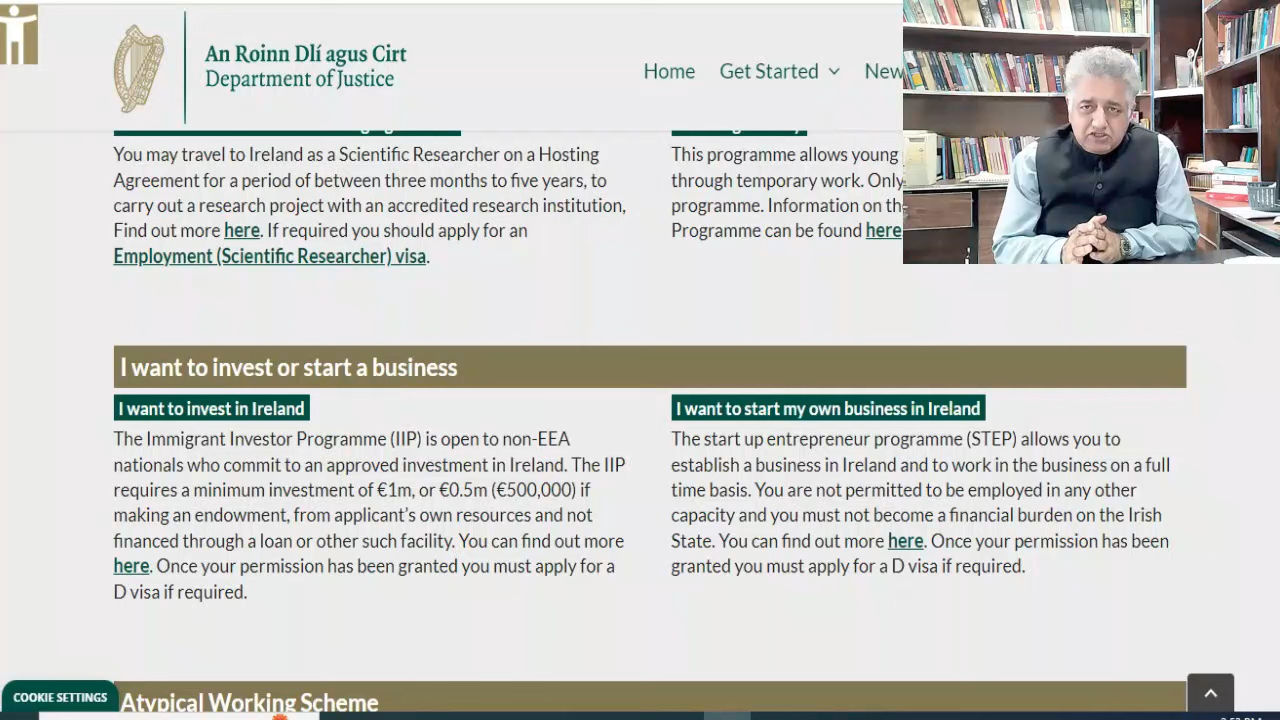 An Roinn Dlí agus Cirt
Department of Justice
Home
Get Started
New
You may travel to Ireland as a Scientific Researcher on a Hosting
Agreement for a period of between three months to five years, to
carry out a research project with an accredited research institution,
Find out more here. If required you should apply for an
Employment (Scientific Researcher) visa.
This programme allows young
through temporary work. Only
programme. Information on th
Programme can be found here
I want to invest or start a business
I want to invest in Ireland
The Immigrant Investor Programme (IIP) is open to non-EEA
nationals who commit to an approved investment in Ireland. The IIP
requires a minimum investment of €1m, or €0.5m (€500,000) if
making an endowment, from applicant's own resources and not
financed through a loan or other such facility. You can find out more
here. Once your permission has been granted you must apply for a
D visa if required.
I want to start my own business in Ireland
The start up entrepreneur programme (STEP) allows you to
establish a business in Ireland and to work in the business on a full
time basis. You are not permitted to be employed in any other
capacity and you must not become a financial burden on the Irish
State. You can find out more here. Once your permission has been
granted you must apply for a D visa if required.
COOKIE SETTINGS
Atypical Working Scheme